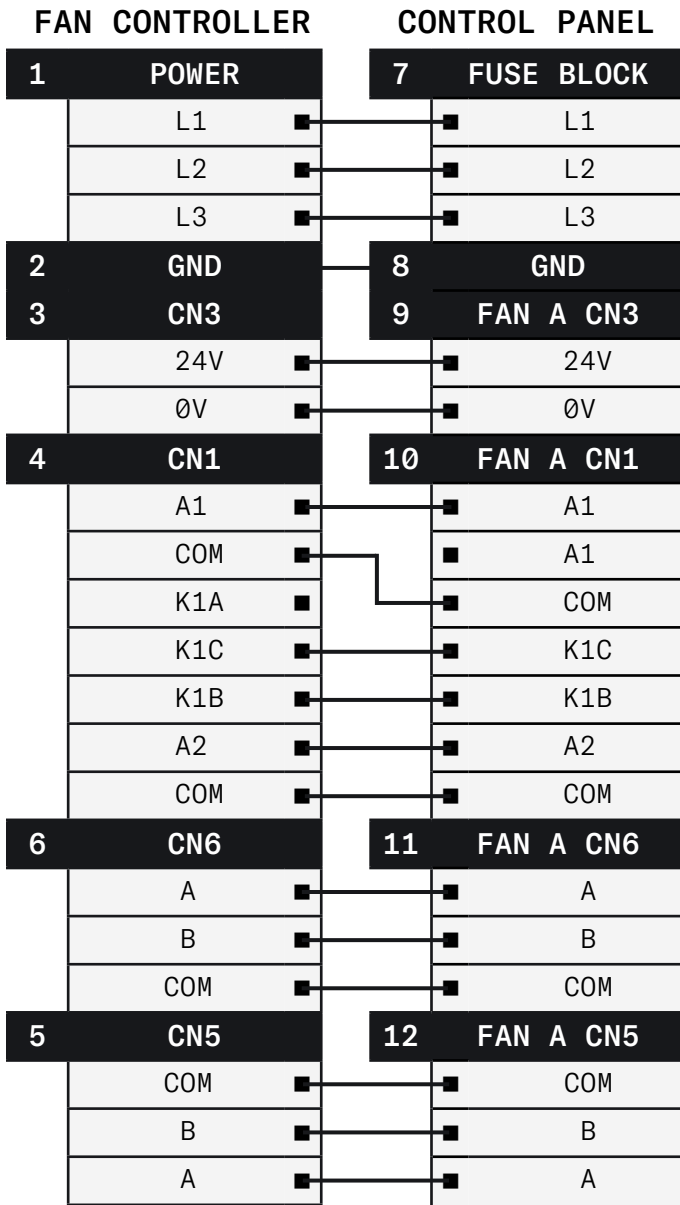 FAN CONTROLLER CONTROL PANEL
1 POWER 7 FUSE BLOCK
L1 L1
L2 L2
L3 L3
2 GND 8 GND
3 CN3 9 FAN A CN3
24V 24V
0V 0V
4 CN1 10 FAN A CN1
A1 A1
COM A1
K1A COM
K1C K1C
K1B K1B
A2 A2
COM COM
6 CN6 11 FAN A CN6
A A
B B
COM COM
5 CN5 12 FAN A CN5
COM COM
B B
A A